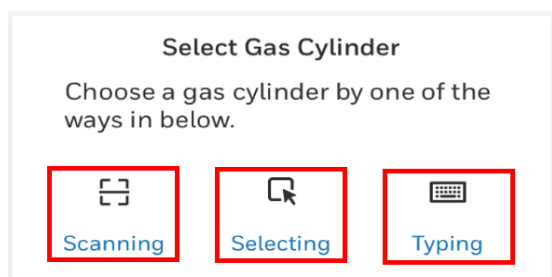 Select Gas Cylinder
Choose a gas cylinder by one of the
ways in below.
Scanning Selecting Typing